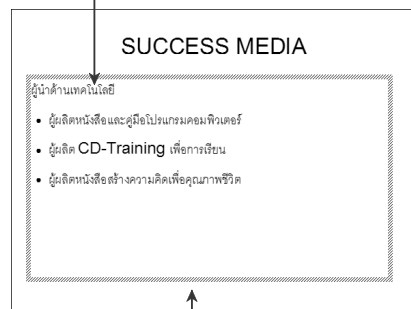 SUCCESS MEDIA
ผู้นำด้านเทคโนโลยี
• ผู้ผลิตหนังสือและคู่มือโปรแกรมคอมพิวเตอร์
• ผู้ผลิต CD-Training เพื่อการเรียน
• ผู้ผลิตหนังสือสร้างความคิดเพื่อคุณภาพชีวิต